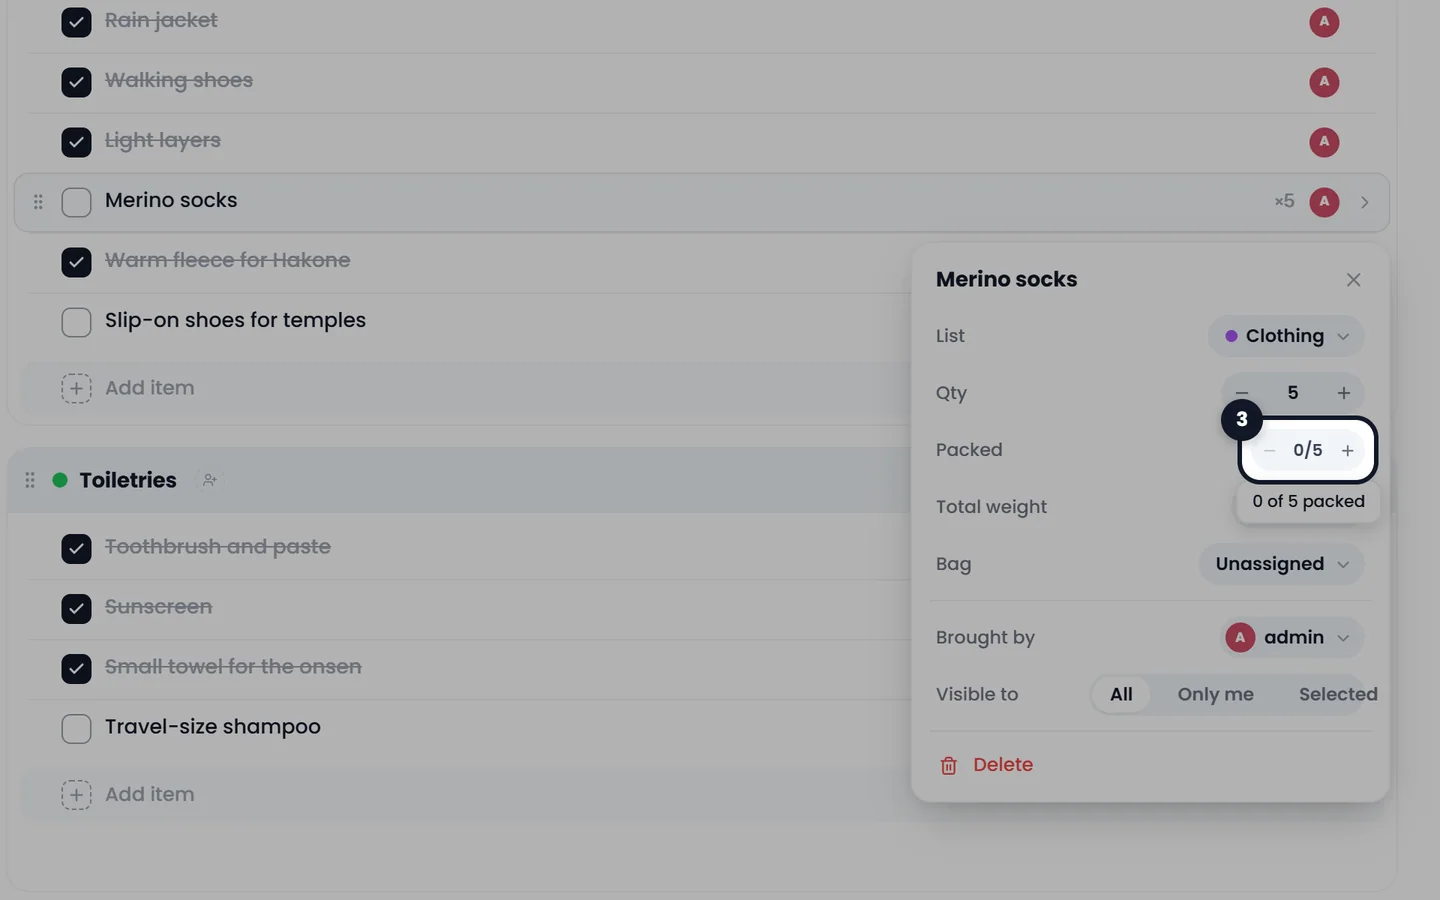 Rain jacket
A
Walking shoes
A
Light layers
A
Merino socks
×5
A
Warm fleece for Hakone
Slip-on shoes for temples
Add item
Toiletries
Toothbrush and paste
Sunscreen
Small towel for the onsen
Travel-size shampoo
Add item
Merino socks
List
Clothing
Qty
5
3
Packed
0/5
0 of 5 packed
Total weight
Bag
Unassigned
Brought by
A admin
Visible to
All Only me Selected
Delete